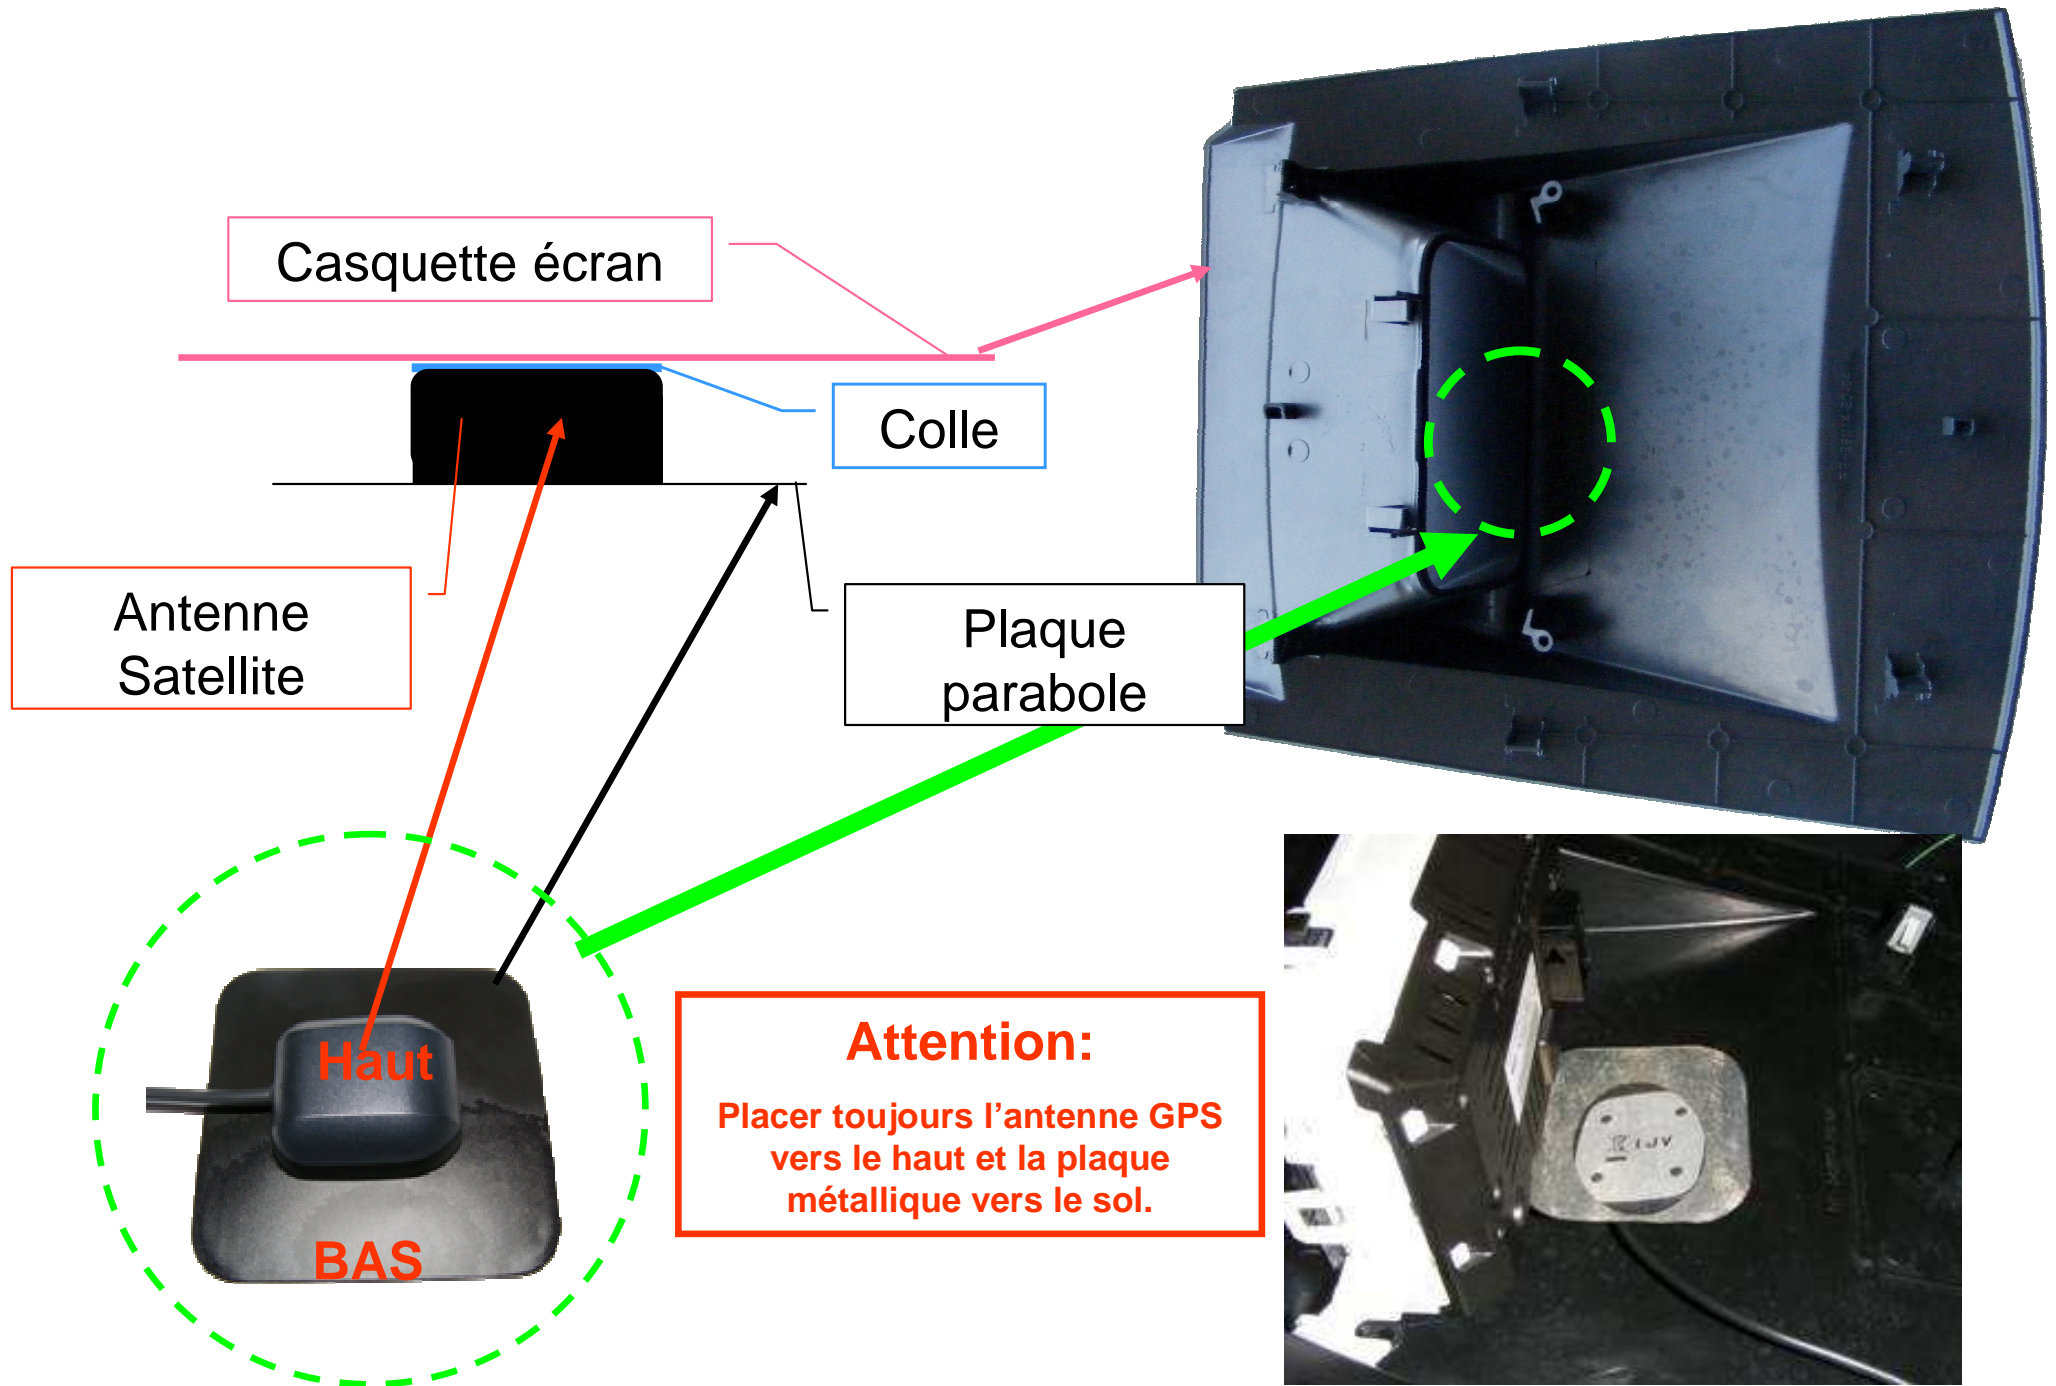 Casquette écran
Colle
Antenne
Satellite
Plaque
parabole
Haut
BAS
Attention:
Placer toujours l’antenne GPS
vers le haut et la plaque
métallique vers le sol.